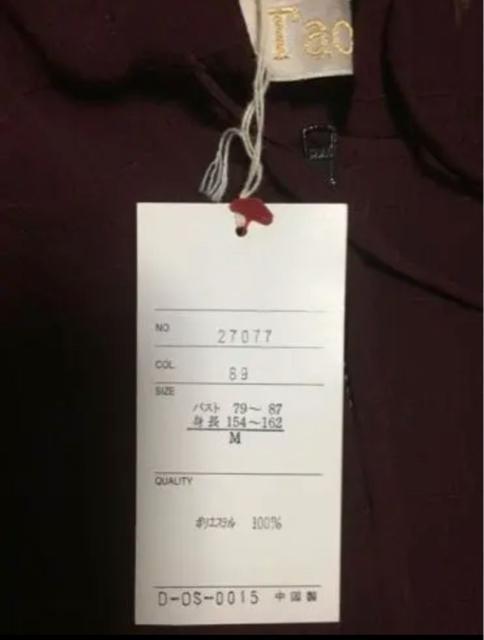 NO 27077
COL 89
SIZE
バスト 79～ 87
身長 154～162
M
QUALITY
ポリエステル 100%
D-OS-0015 中国製